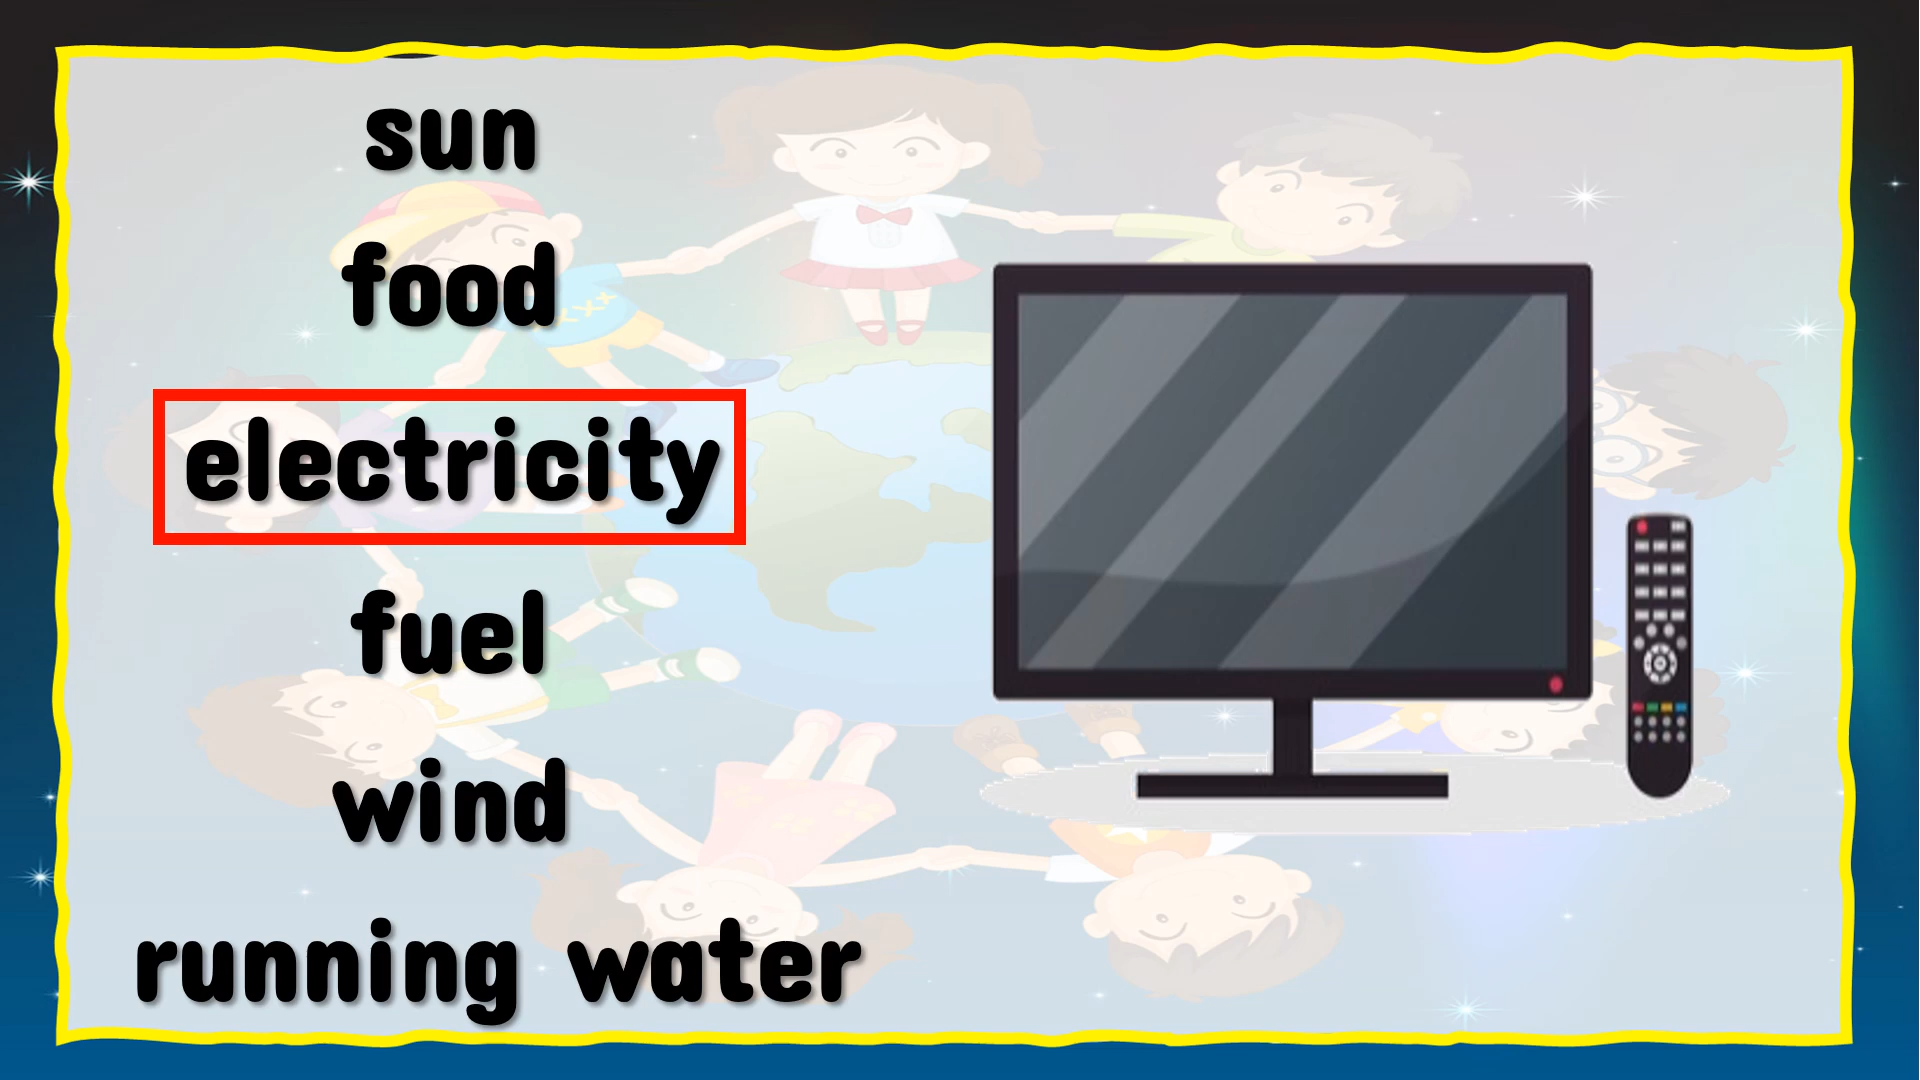 sun
food
electricity
fuel
wind
running water